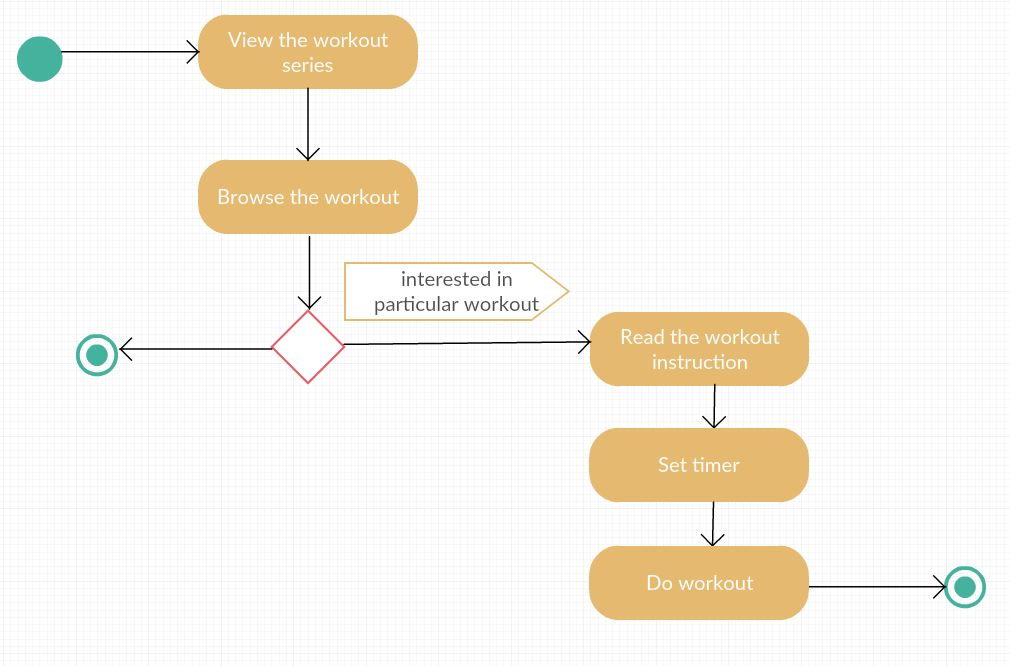 View the workout
series
Browse the workout
interested in
particular workout
Read the workout
instruction
Set timer
Do workout